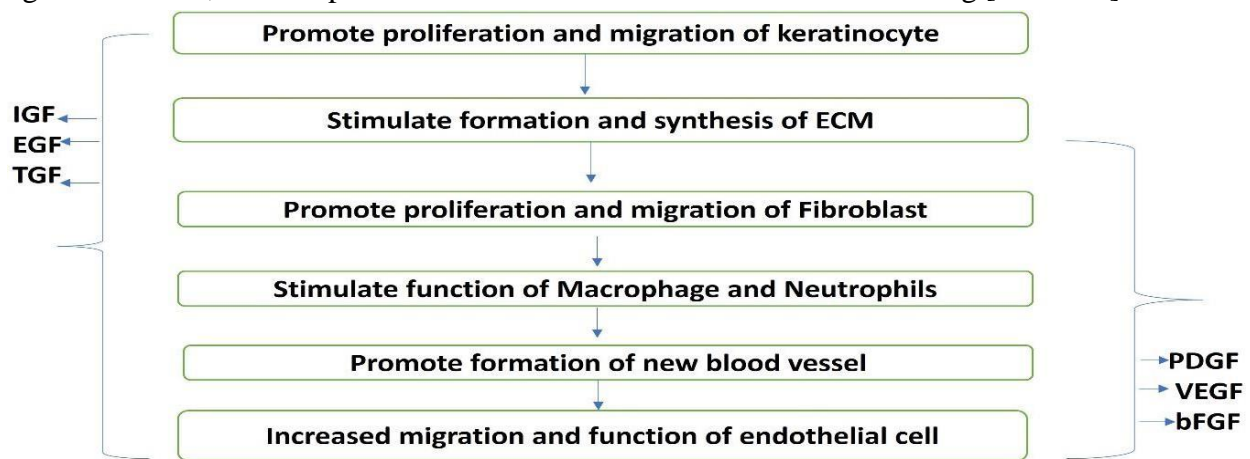 Promote proliferation and migration of keratinocyte
Stimulate formation and synthesis of ECM
IGF
EGF
TGF
Promote proliferation and migration of Fibroblast
Stimulate function of Macrophage and Neutrophils
Promote formation of new blood vessel
Increased migration and function of endothelial cell
PDGF
VEGF
bFGF